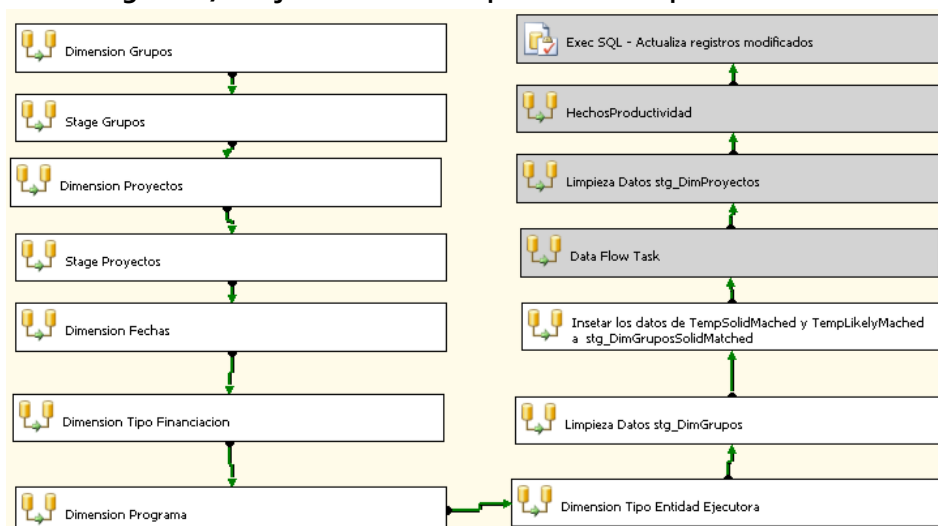 Dimension Grupos
Stage Grupos
Dimension Proyectos
Stage Proyectos
Dimension Fechas
Dimension Tipo Financiacion
Dimension Programa
Dimension Tipo Entidad Ejecutora
Limpieza Datos stg_DimGrupos
Insetar los datos de TempSolidMached y TempLikelyMached
a stg_DimGruposSolidMatched
Data Flow Task
Limpieza Datos stg_DimProyectos
HechosProductividad
Exec SQL - Actualiza registros modificados